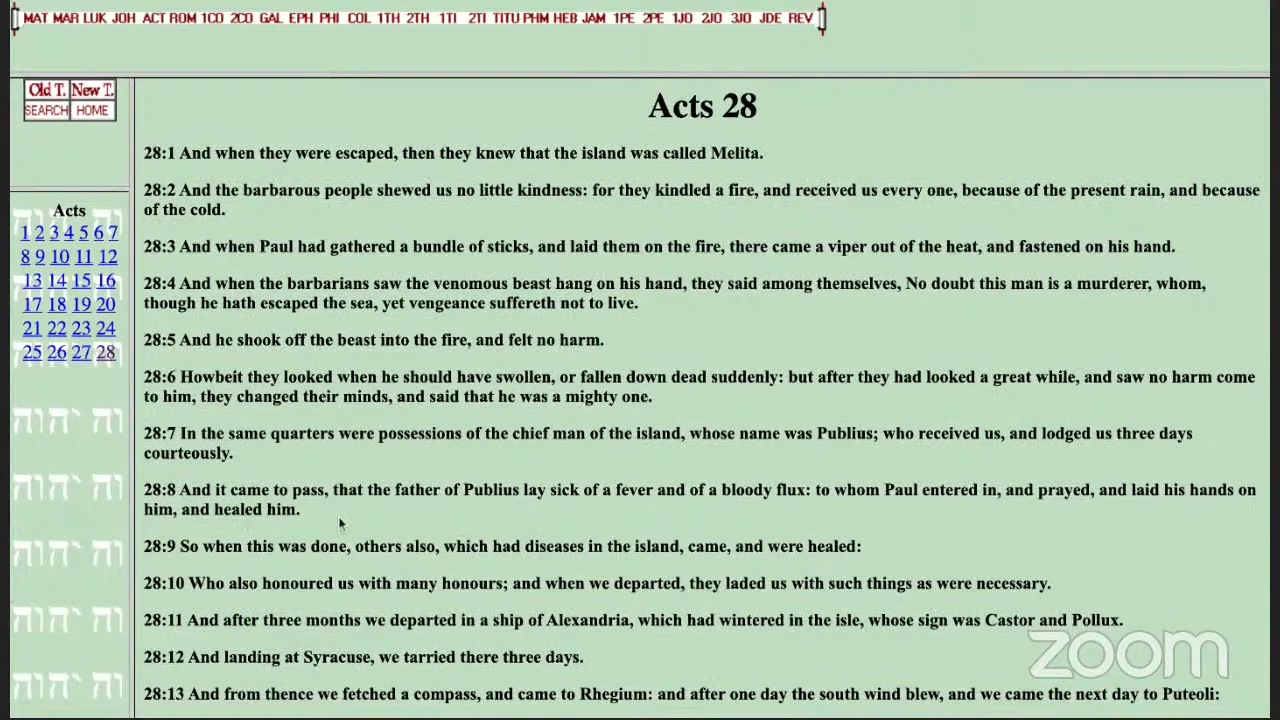 MAT MAR LUK JOH ACT ROM 1CO 2CO GAL EPH PHI COL 1TH 2TH 1TI 2TI TITU PHM HEB JAM 1PE 2PE 1JO 2JO 3JO JDE REV
Old T. New T.
SEARCH HOME
Acts
1 2 3 4 5 6 7
8 9 10 11 12
13 14 15 16
17 18 19 20
21 22 23 24
25 26 27 28
וה יהוה
וה יהוה
וה יהוה
וה יהוה
וה יהוה
Acts 28
28:1 And when they were escaped, then they knew that the island was called Melita.
28:2 And the barbarous people shewed us no little kindness: for they kindled a fire, and received us every one, because of the present rain, and because
of the cold.
28:3 And when Paul had gathered a bundle of sticks, and laid them on the fire, there came a viper out of the heat, and fastened on his hand.
28:4 And when the barbarians saw the venomous beast hang on his hand, they said among themselves, No doubt this man is a murderer, whom,
though he hath escaped the sea, yet vengeance suffereth not to live.
28:5 And he shook off the beast into the fire, and felt no harm.
28:6 Howbeit they looked when he should have swollen, or fallen down dead suddenly: but after they had looked a great while, and saw no harm come
to him, they changed their minds, and said that he was a mighty one.
28:7 In the same quarters were possessions of the chief man of the island, whose name was Publius; who received us, and lodged us three days
courteously.
28:8 And it came to pass, that the father of Publius lay sick of a fever and of a bloody flux: to whom Paul entered in, and prayed, and laid his hands on
him, and healed him.
28:9 So when this was done, others also, which had diseases in the island, came, and were healed:
28:10 Who also honoured us with many honours; and when we departed, they laded us with such things as were necessary.
28:11 And after three months we departed in a ship of Alexandria, which had wintered in the isle, whose sign was Castor and Pollux.
28:12 And landing at Syracuse, we tarried there three days.
28:13 And from thence we fetched a compass, and came to Rhegium: and after one day the south wind blew, and we came the next day to Puteoli:
zoom